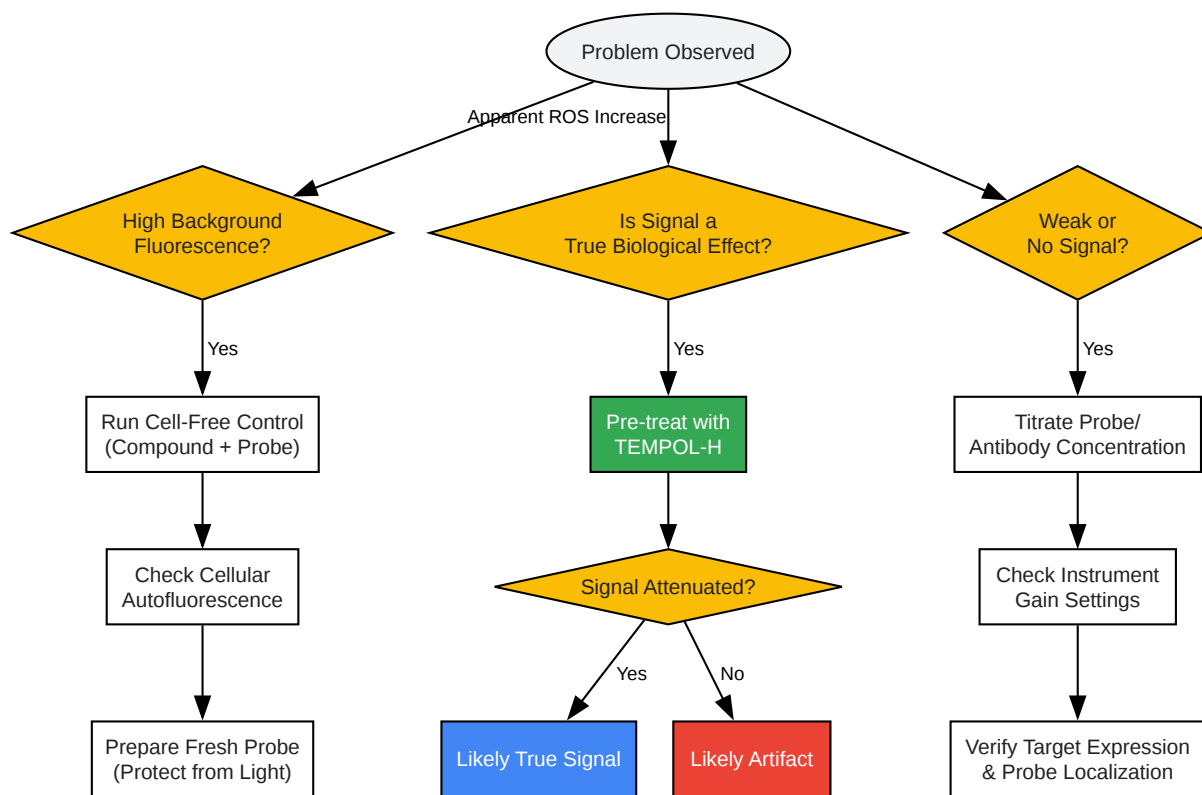 Problem Observed
Apparent ROS Increase
High Background
Fluorescence?
Is Signal a
True Biological Effect?
Weak or
No Signal?
Yes
Yes
Yes
Run Cell-Free Control
(Compound + Probe)
Pre-treat with
TEMPOL-H
Titrate Probe/
Antibody Concentration
Check Cellular
Autofluorescence
Signal Attenuated?
Check Instrument
Gain Settings
Yes
No
Prepare Fresh Probe
(Protect from Light)
Likely True Signal
Likely Artifact
Verify Target Expression
& Probe Localization